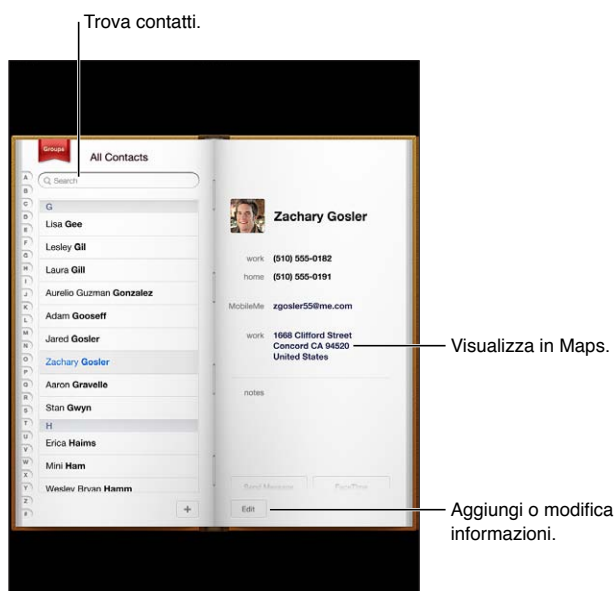 Trova contatti.
Groups
All Contacts
Search
A
B
C
D
E
F
G
H
I
J
K
L
M
N
O
P
Q
R
S
T
U
V
W
X
Y
Z
#
G
Lisa Gee
Lesley Gil
Laura Gill
Aurelio Guzman Gonzalez
Adam Gooseff
Jared Gosler
Zachary Gosler
Aaron Gravelle
Stan Gwyn
H
Erica Haims
Mini Ham
Wesley Bryan Hamm
+
Zachary Gosler
work (510) 555-0182
home (510) 555-0191
MobileMe zgosler55@me.com
work 1668 Clifford Street
Concord CA 94520
United States
notes
Send Message FaceTime
Edit
Visualizza in Maps.
Aggiungi o modifica
informazioni.